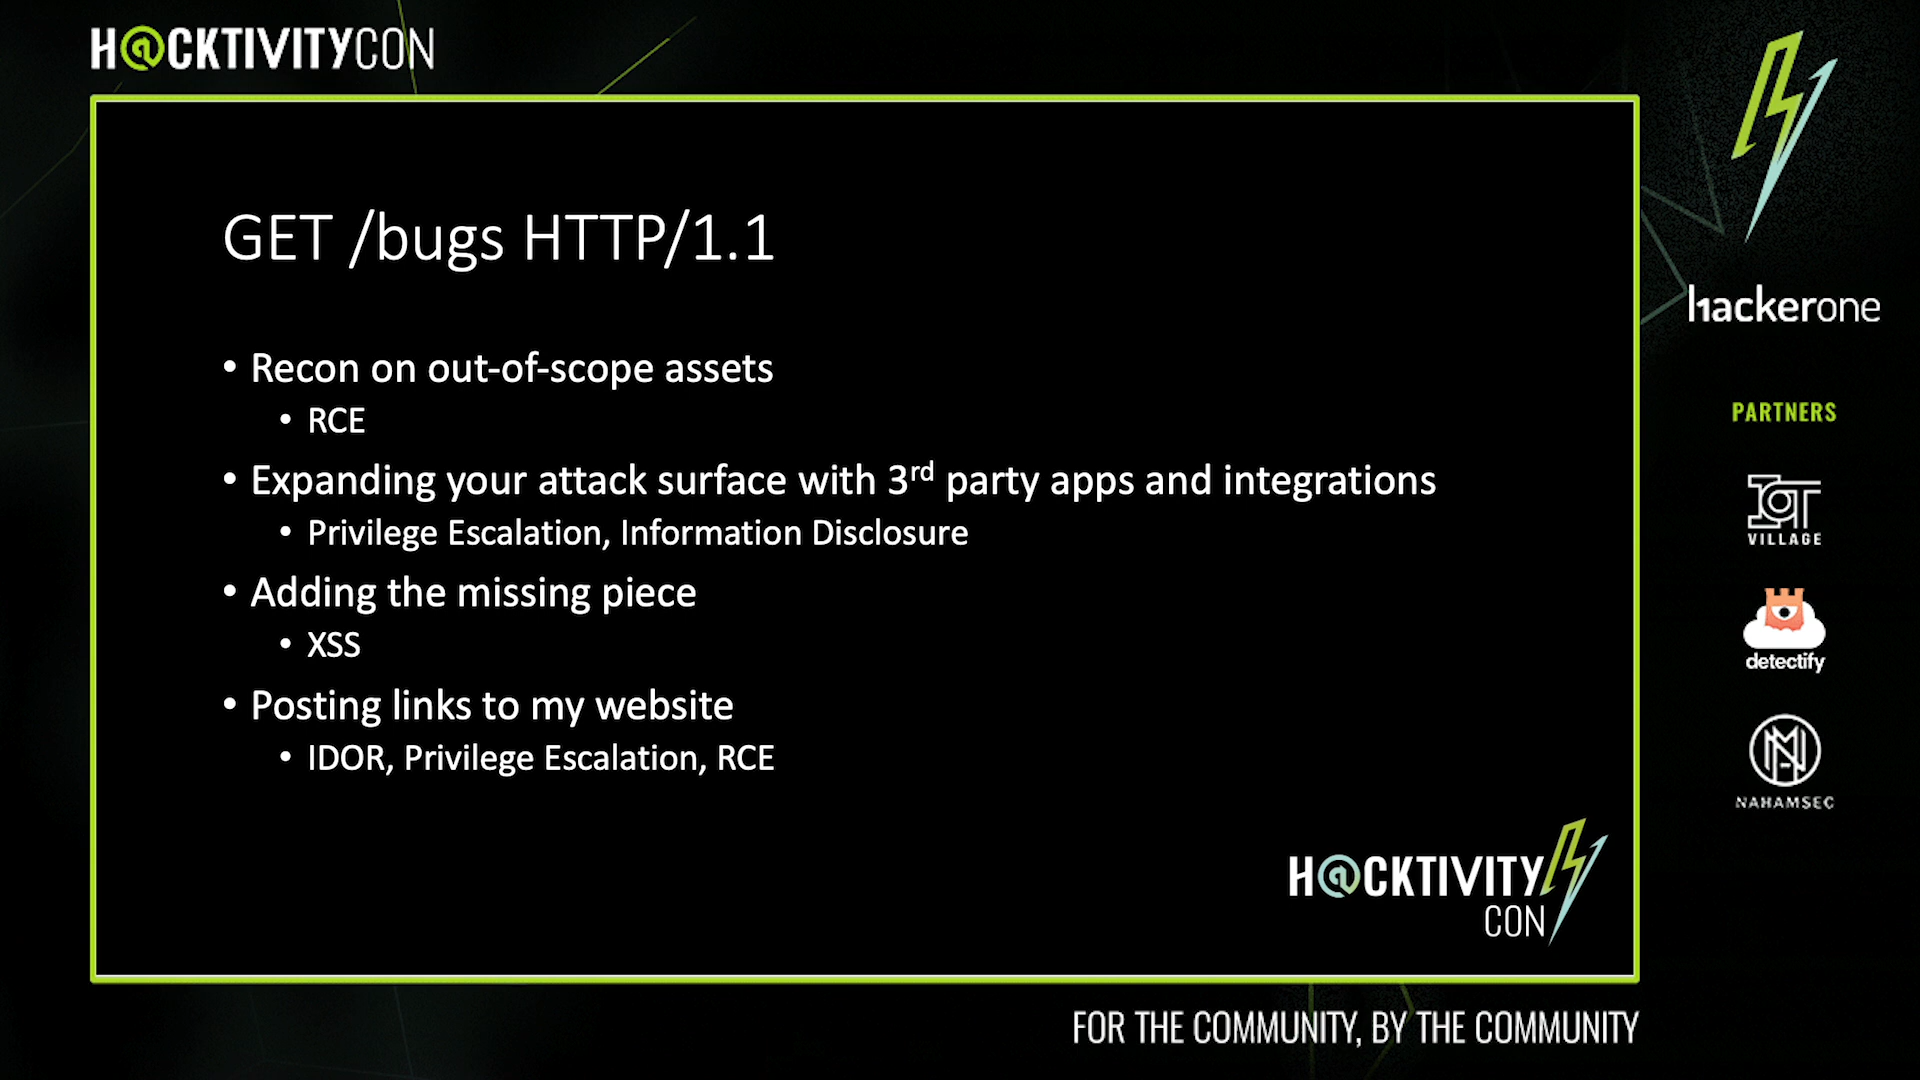 H@CKTIVITYCON
GET /bugs HTTP/1.1
• Recon on out-of-scope assets
• RCE
• Expanding your attack surface with 3rd party apps and integrations
• Privilege Escalation, Information Disclosure
• Adding the missing piece
• XSS
• Posting links to my website
• IDOR, Privilege Escalation, RCE
H@CKTIVITY
CON
hackerone
PARTNERS
IOT
VILLAGE
detectify
NAHAMSEC
FOR THE COMMUNITY, BY THE COMMUNITY